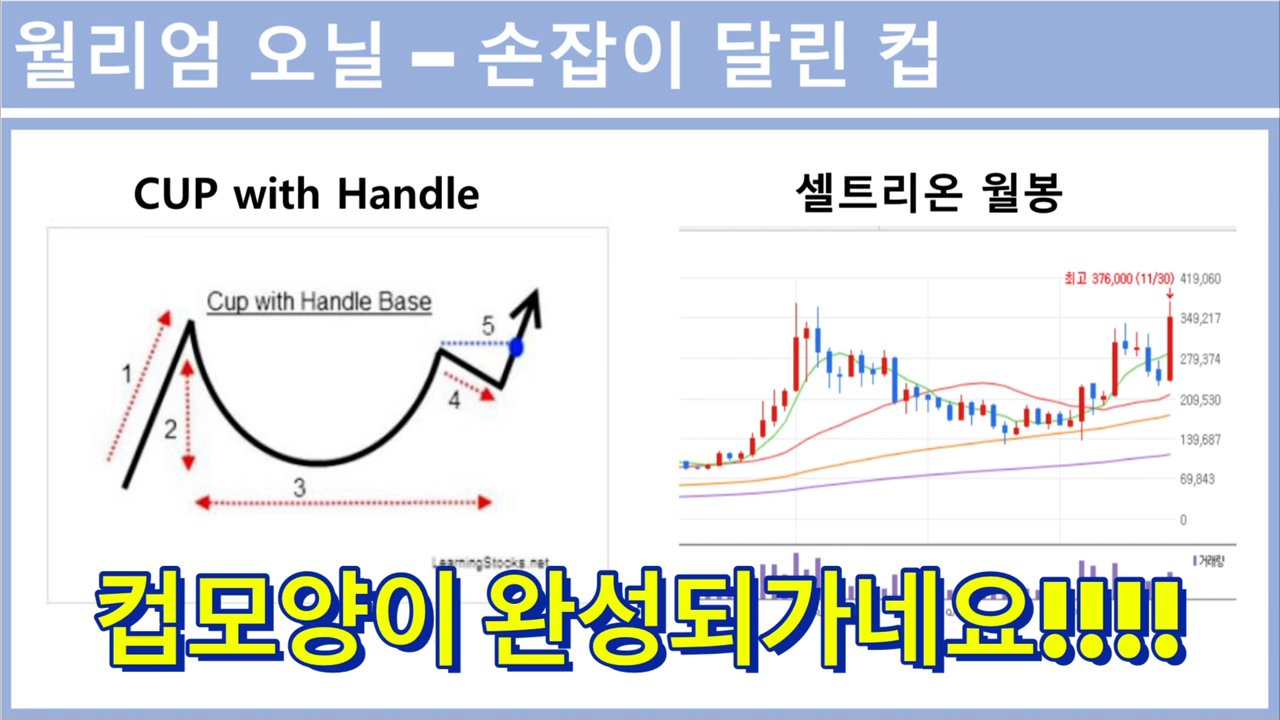 윌리엄 오닐 – 손잡이 달린 컵
CUP with Handle
셀트리온 월봉
Cup with Handle Base
1
2
3
4
5
LearningStocks.net
최고 376,000 (11/30)
419,060
349,217
279,374
209,530
139,687
69,843
0
거래량
컵모양이 완성되가네요!!!!